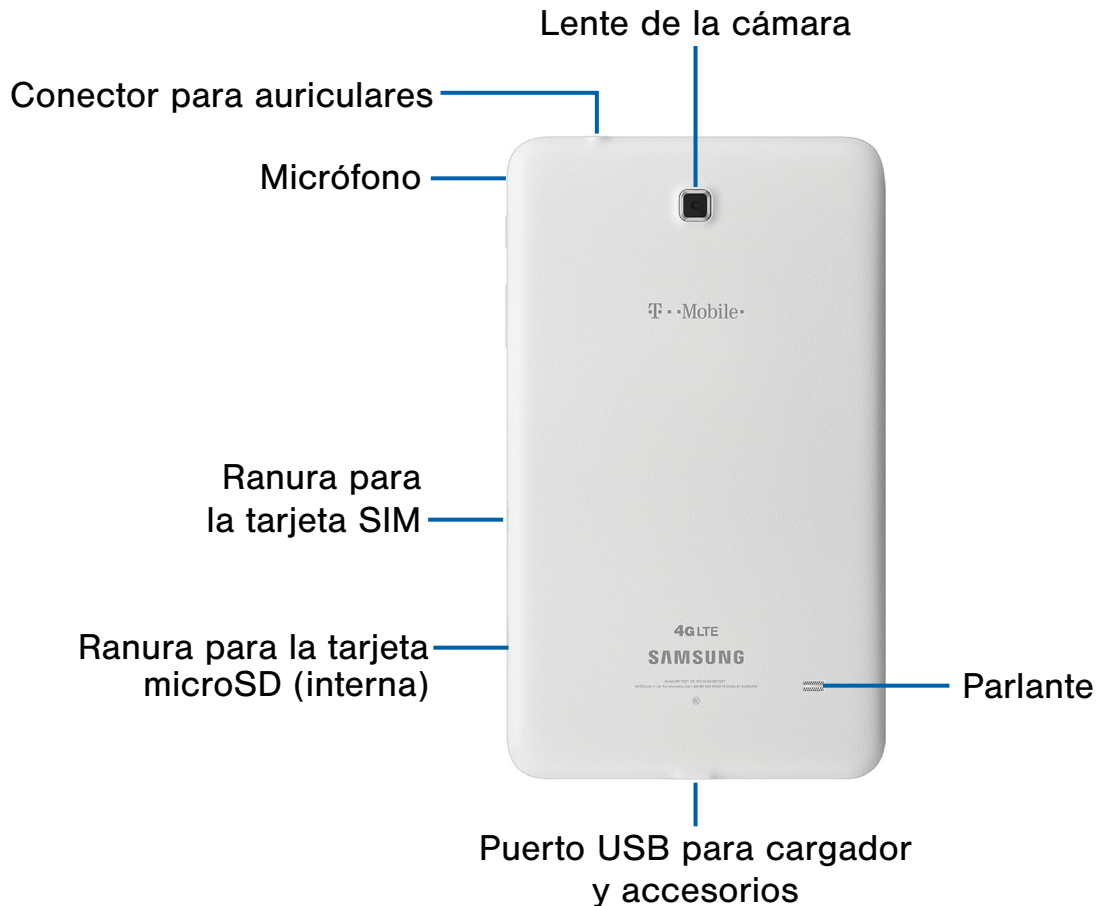 Lente de la cámara
Conector para auriculares
Micrófono
T··Mobile·
Ranura para
la tarjeta SIM
4G LTE
SAMSUNG
Ranura para la tarjeta
microSD (interna)
Parlante
Puerto USB para cargador
y accesorios